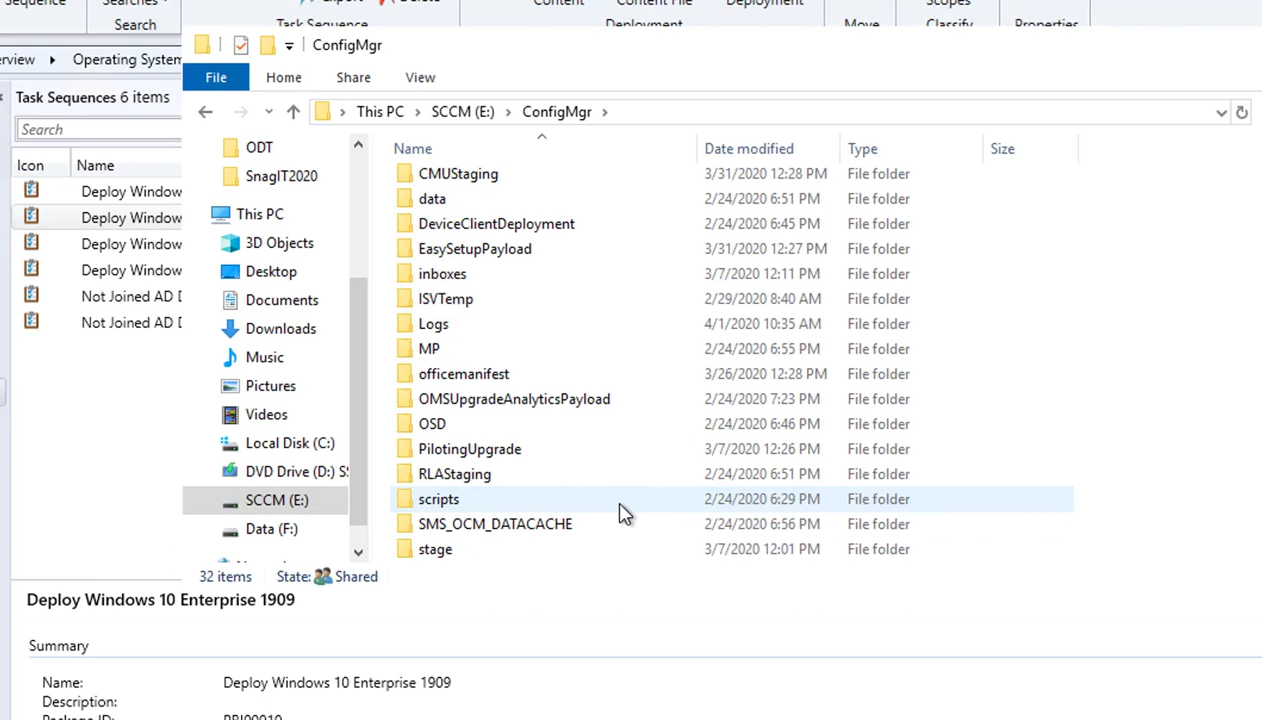 Sequence Searches Export Delete Content Content File Deployment Scopes
Search Task Sequence Deployment Move Classify Properties
ConfigMgr
erview Operating System
File Home Share View
Task Sequences 6 items
This PC SCCM (E:) ConfigMgr
Search
Icon Name
Deploy Window
Deploy Window
Deploy Window
Deploy Window
Not Joined AD D
Not Joined AD D
ODT
SnagIT2020
This PC
3D Objects
Desktop
Documents
Downloads
Music
Pictures
Videos
Local Disk (C:)
DVD Drive (D:) S
SCCM (E:)
Data (F:)
Name Date modified Type Size
CMUStaging 3/31/2020 12:28 PM File folder
data 2/24/2020 6:51 PM File folder
DeviceClientDeployment 2/24/2020 6:45 PM File folder
EasySetupPayload 3/31/2020 12:27 PM File folder
inboxes 3/7/2020 12:11 PM File folder
ISVTemp 2/29/2020 8:40 AM File folder
Logs 4/1/2020 10:35 AM File folder
MP 2/24/2020 6:55 PM File folder
officemanifest 3/26/2020 12:28 PM File folder
OMSUpgradeAnalyticsPayload 2/24/2020 7:23 PM File folder
OSD 2/24/2020 6:46 PM File folder
PilotingUpgrade 3/7/2020 12:26 PM File folder
RLAStaging 2/24/2020 6:51 PM File folder
scripts 2/24/2020 6:29 PM File folder
SMS_OCM_DATACACHE 2/24/2020 6:56 PM File folder
stage 3/7/2020 12:01 PM File folder
32 items State: Shared
Deploy Windows 10 Enterprise 1909
Summary
Name: Deploy Windows 10 Enterprise 1909
Description:
Package ID: